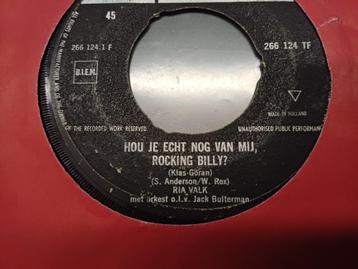 45
266 124.1 F
266 124 TF
B.I.E.M.
MADE IN HOLLAND
OF THE RECORDED WORK RESERVED
UNAUTHORISED PUBLIC PERFORMAN
HOU JE ECHT NOG VAN MIJ,
ROCKING BILLY?
(Klas-Göran)
(S. Anderson/W. Rex)
RIA VALK
met orkest o.l.v. Jack Bulterman